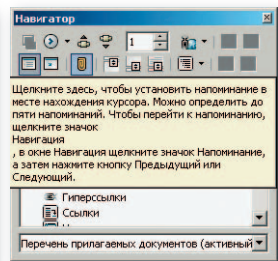 Навигатор
1
Щелкните здесь, чтобы установить напоминание в
месте нахождения курсора. Можно определить до
пяти напоминаний. Чтобы перейти к напоминанию,
щелкните значок
Навигация
, в окне Навигация щелкните значок Напоминание,
а затем нажмите кнопку Предыдущий или
Следующий.
Гиперссылки
Ссылки
Перечень прилагаемых документов (активный